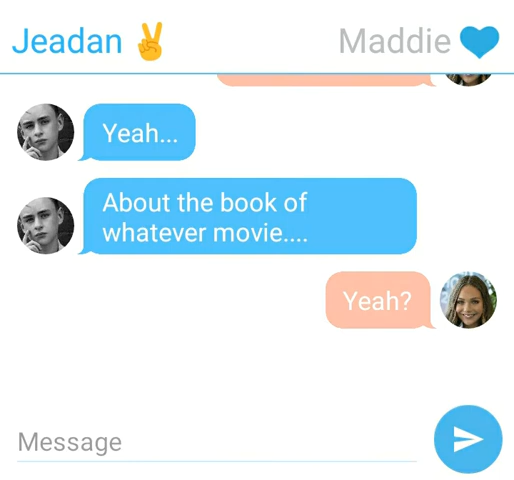 Jeadan ✌
Maddie 💙
Yeah...
About the book of
whatever movie....
Yeah?
Message